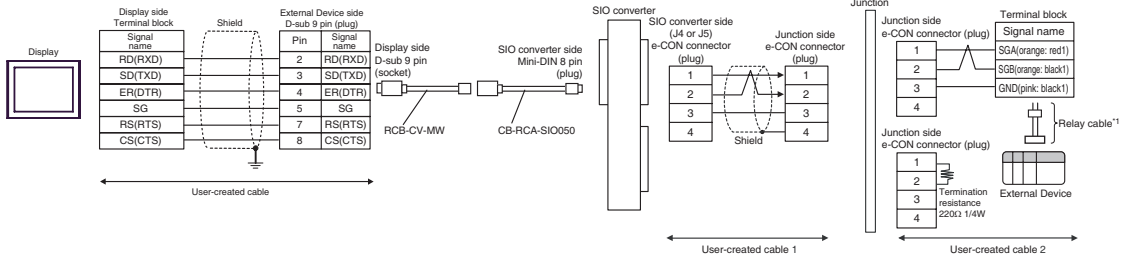 Display
Display side
Terminal block
Signal
name
RD(RXD)
SD(TXD)
ER(DTR)
SG
RS(RTS)
CS(CTS)
Shield
External Device side
D-sub 9 pin (plug)
Pin
Signal
name
2 RD(RXD)
3 SD(TXD)
4 ER(DTR)
5 SG
7 RS(RTS)
8 CS(CTS)
User-created cable
Display side
D-sub 9 pin
(socket)
RCB-CV-MW
SIO converter side
Mini-DIN 8 pin
(plug)
CB-RCA-SIO050
SIO converter
SIO converter side
(J4 or J5)
e-CON connector
(plug)
1
2
3
4
Shield
Junction side
e-CON connector
(plug)
1
2
3
4
User-created cable 1
Junction
Junction side
e-CON connector (plug)
1
2
3
4
Terminal block
Signal name
SGA(orange: red1)
SGB(orange: black1)
GND(pink: black1)
Relay cable*1
External Device
Junction side
e-CON connector (plug)
1
2
3
4
Termination
resistance
220Ω 1/4W
User-created cable 2